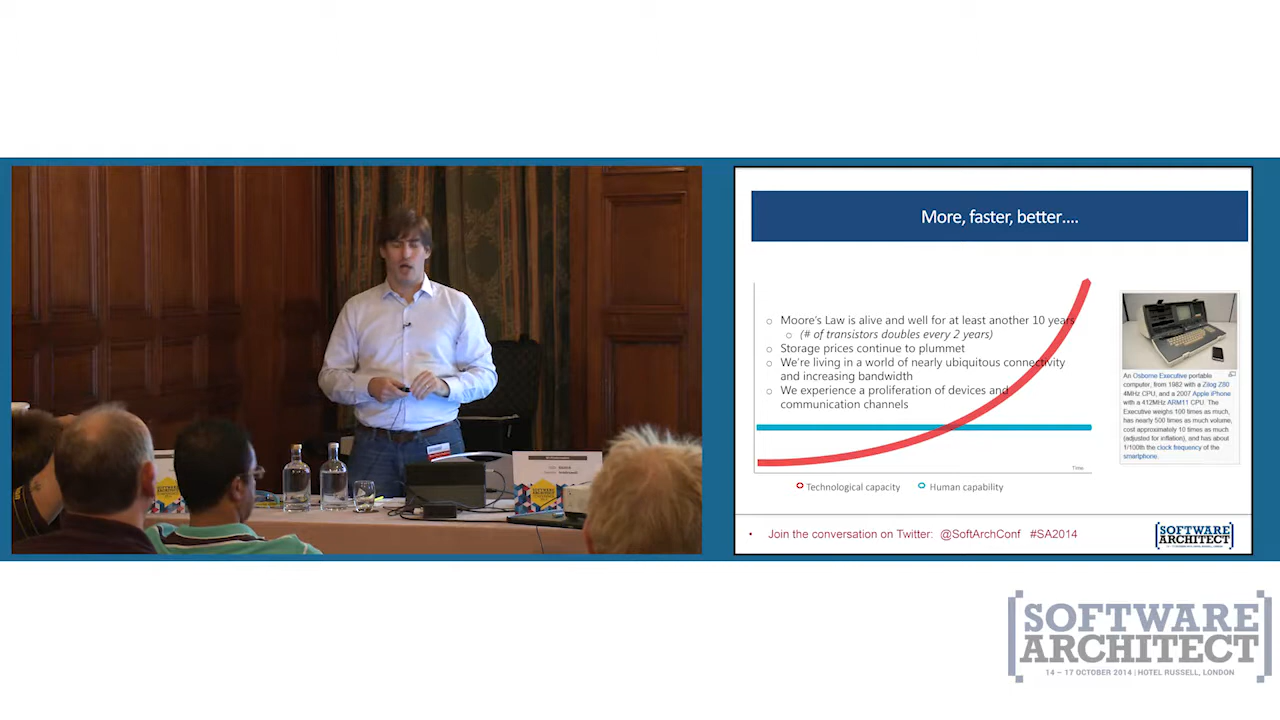 More, faster, better....
Moore's Law is alive and well for at least another 10 years
(# of transistors doubles every 2 years)
Storage prices continue to plummet
We're living in a world of nearly ubiquitous connectivity
and increasing bandwidth
We experience a proliferation of devices and
communication channels
Time
Technological capacity
Human capability
An Osborne Executive portable
computer, from 1982 with a Zilog Z80
4MHz CPU, and a 2007 Apple iPhone
with a 412MHz ARM11 CPU. The
Executive weighs 100 times as much,
has nearly 500 times as much volume,
cost approximately 10 times as much
(adjusted for inflation), and has about
1/100th the clock frequency of the
smartphone.
• Join the conversation on Twitter: @SoftArchConf #SA2014
[SOFTWARE
ARCHITECT]
SOFTWARE
ARCHITECT
[SOFTWARE
ARCHITECT]
14 – 17 OCTOBER 2014 | HOTEL RUSSELL, LONDON